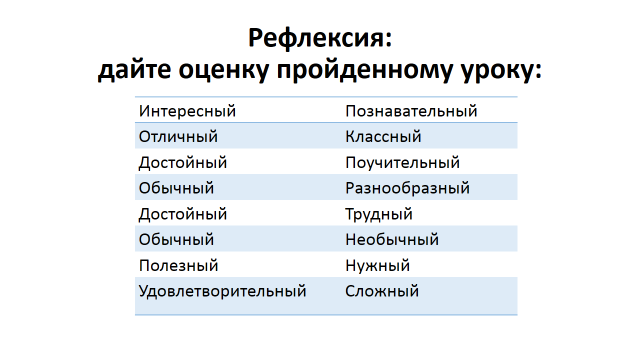 Рефлексия:
дайте оценку пройденному уроку:
Интересный Познавательный
Отличный Классный
Достойный Поучительный
Обычный Разнообразный
Достойный Трудный
Обычный Необычный
Полезный Нужный
Удовлетворительный Сложный